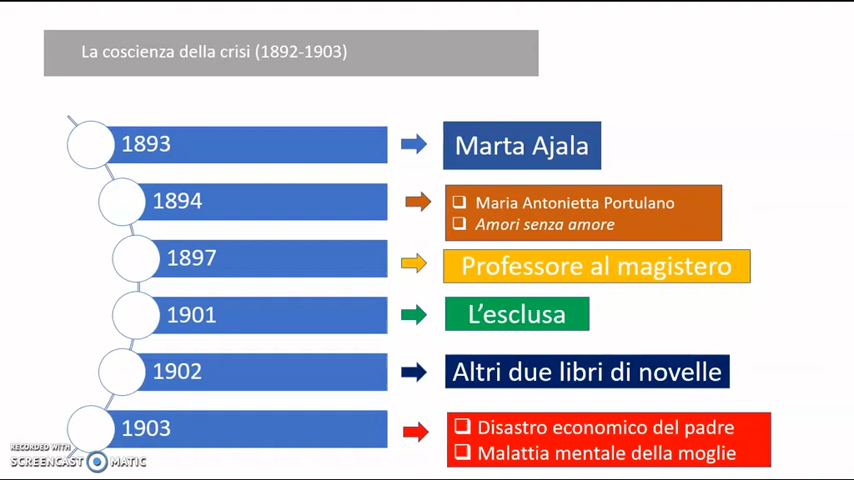 La coscienza della crisi (1892-1903)
1893
Marta Ajala
1894
Maria Antonietta Portulano
Amori senza amore
1897
Professore al magistero
1901
L'esclusa
1902
Altri due libri di novelle
1903
Disastro economico del padre
Malattia mentale della moglie
RECORDED WITH
SCREENCAST MATIC